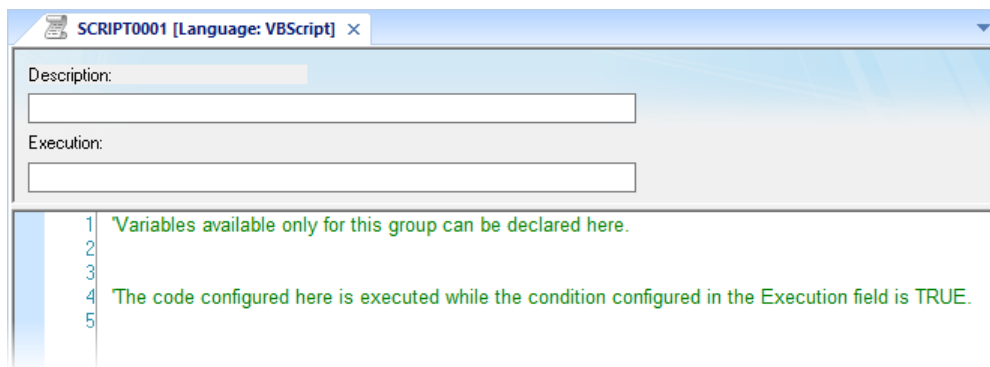 SCRIPT0001 [Language: VBScript] ×
Description:
Execution:
1 'Variables available only for this group can be declared here.
2
3
4 'The code configured here is executed while the condition configured in the Execution field is TRUE.
5